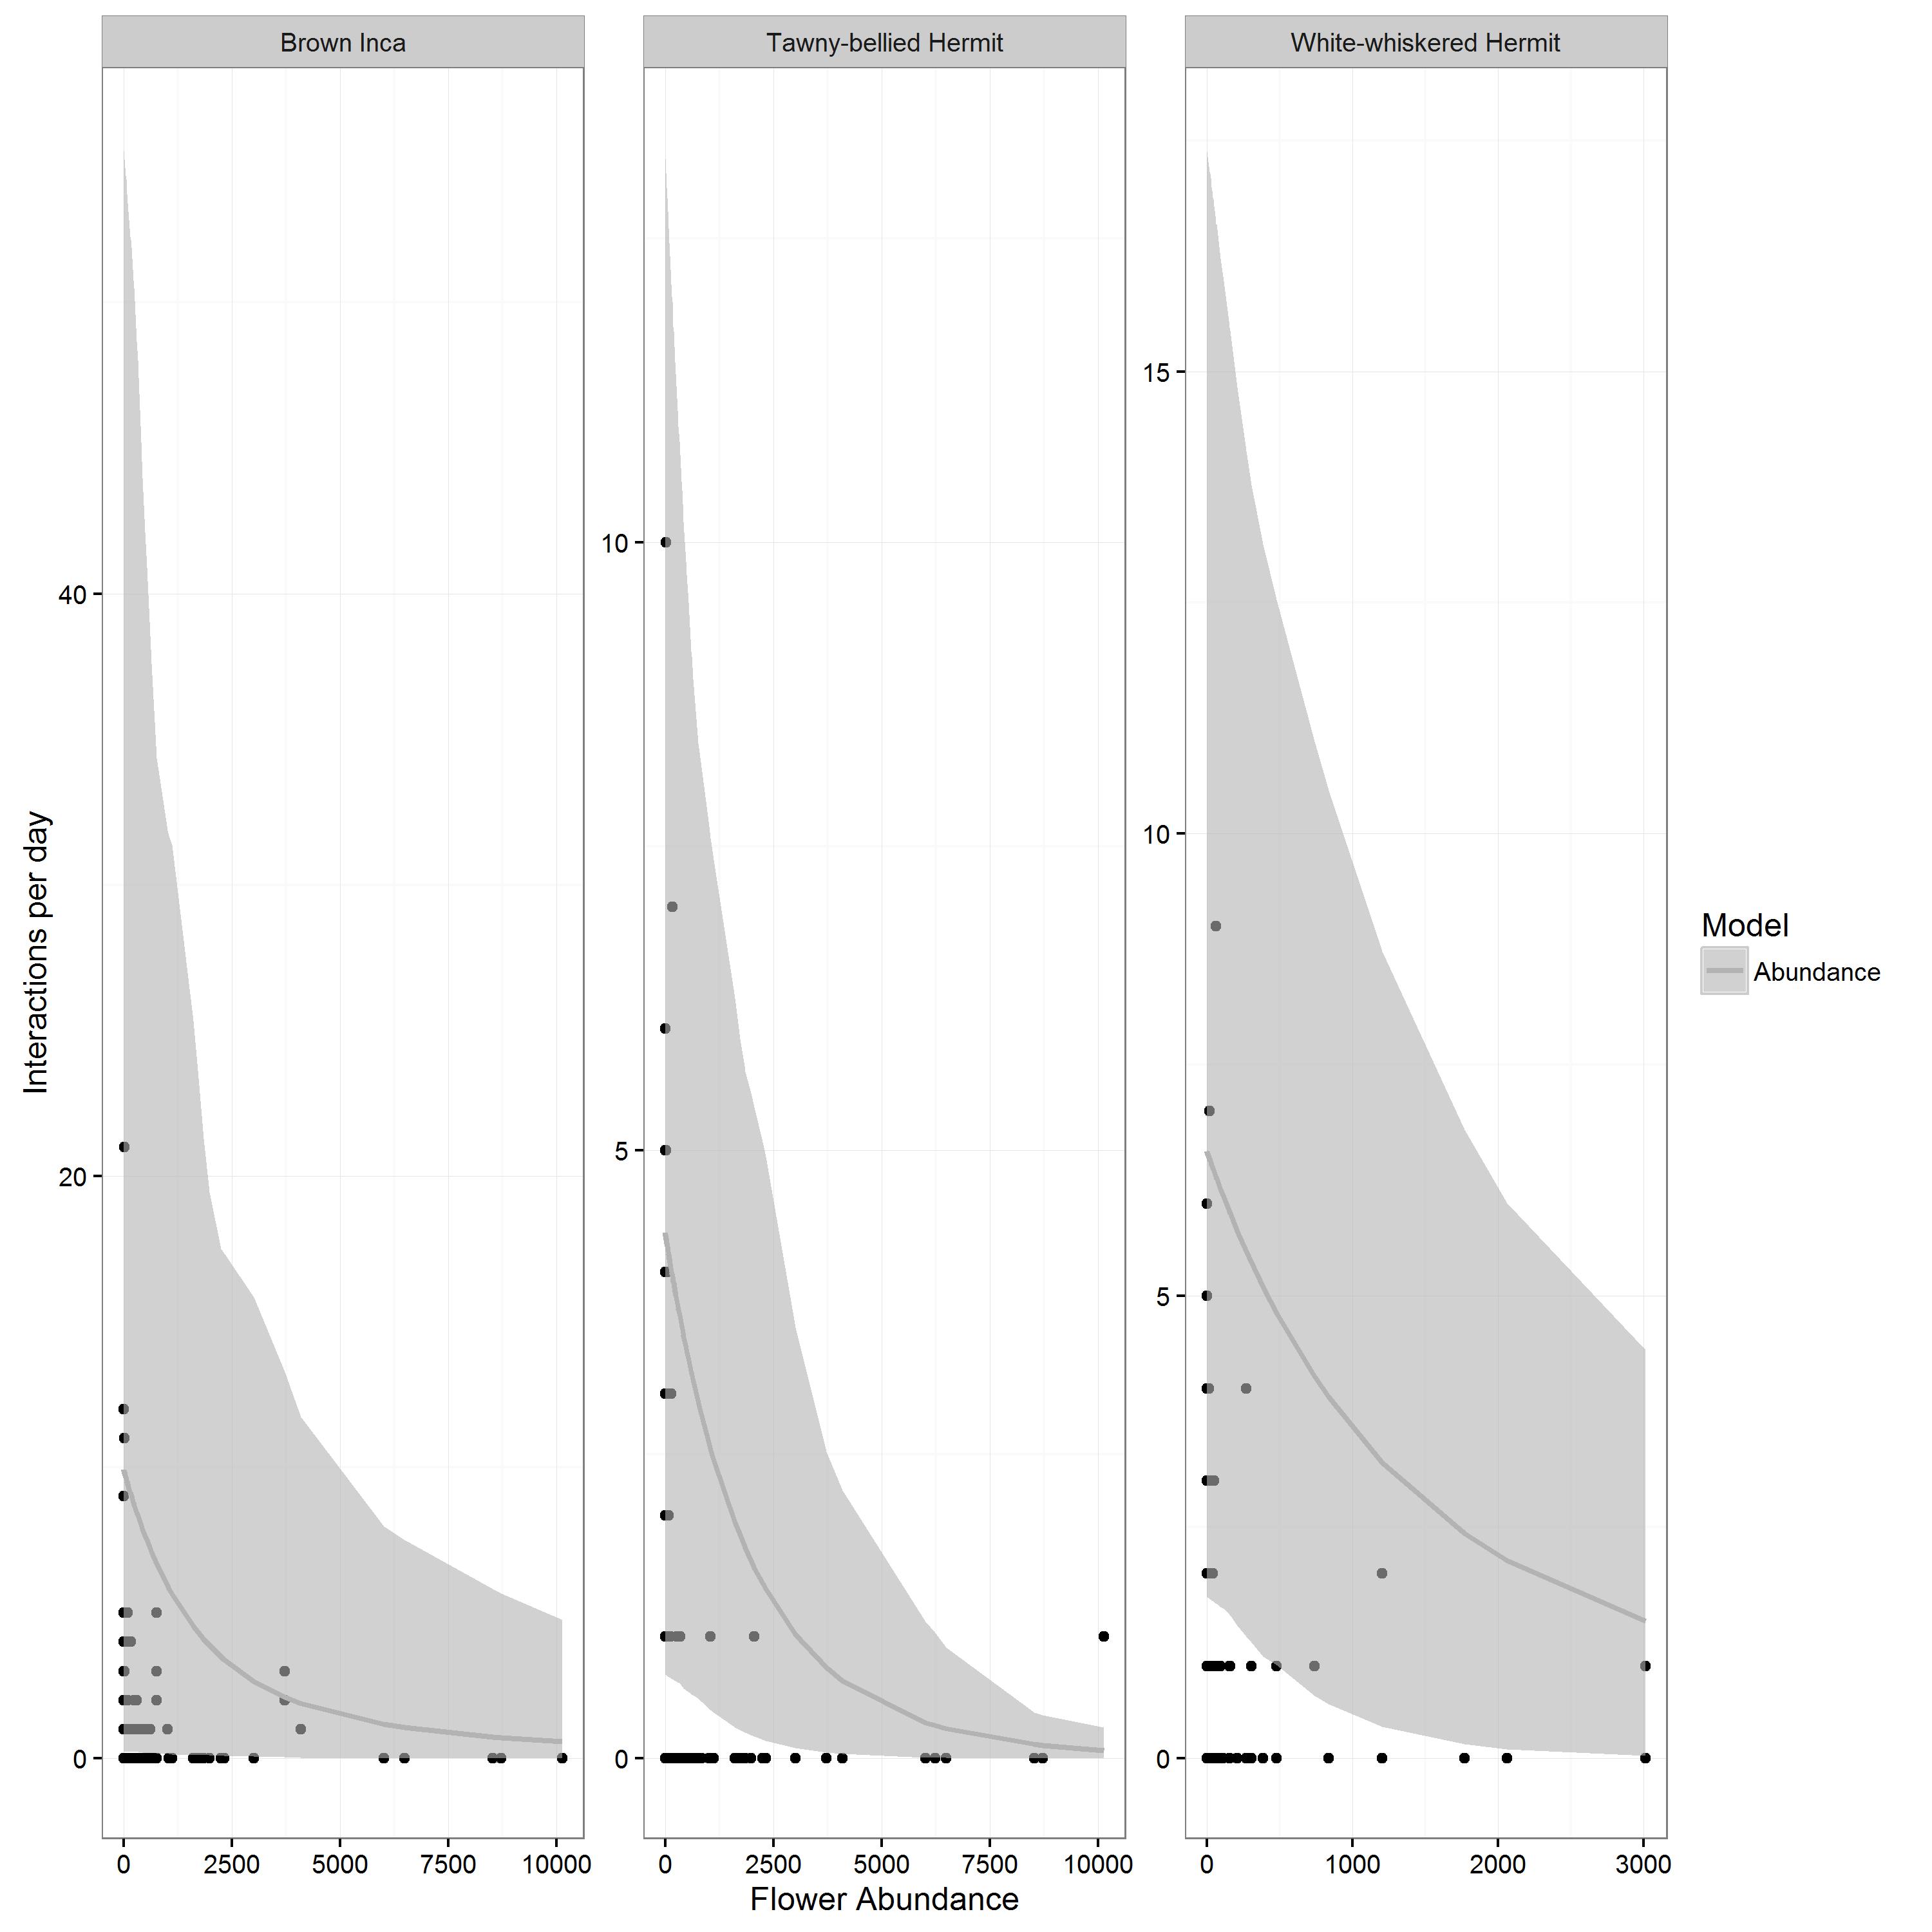 Brown Inca
Tawny-bellied Hermit
White-whiskered Hermit
Interactions per day
40
20
0
10
5
0
15
10
5
0
0 2500 5000 7500 10000
0 2500 5000 7500 10000
0 1000 2000 3000
Flower Abundance
Model
Abundance